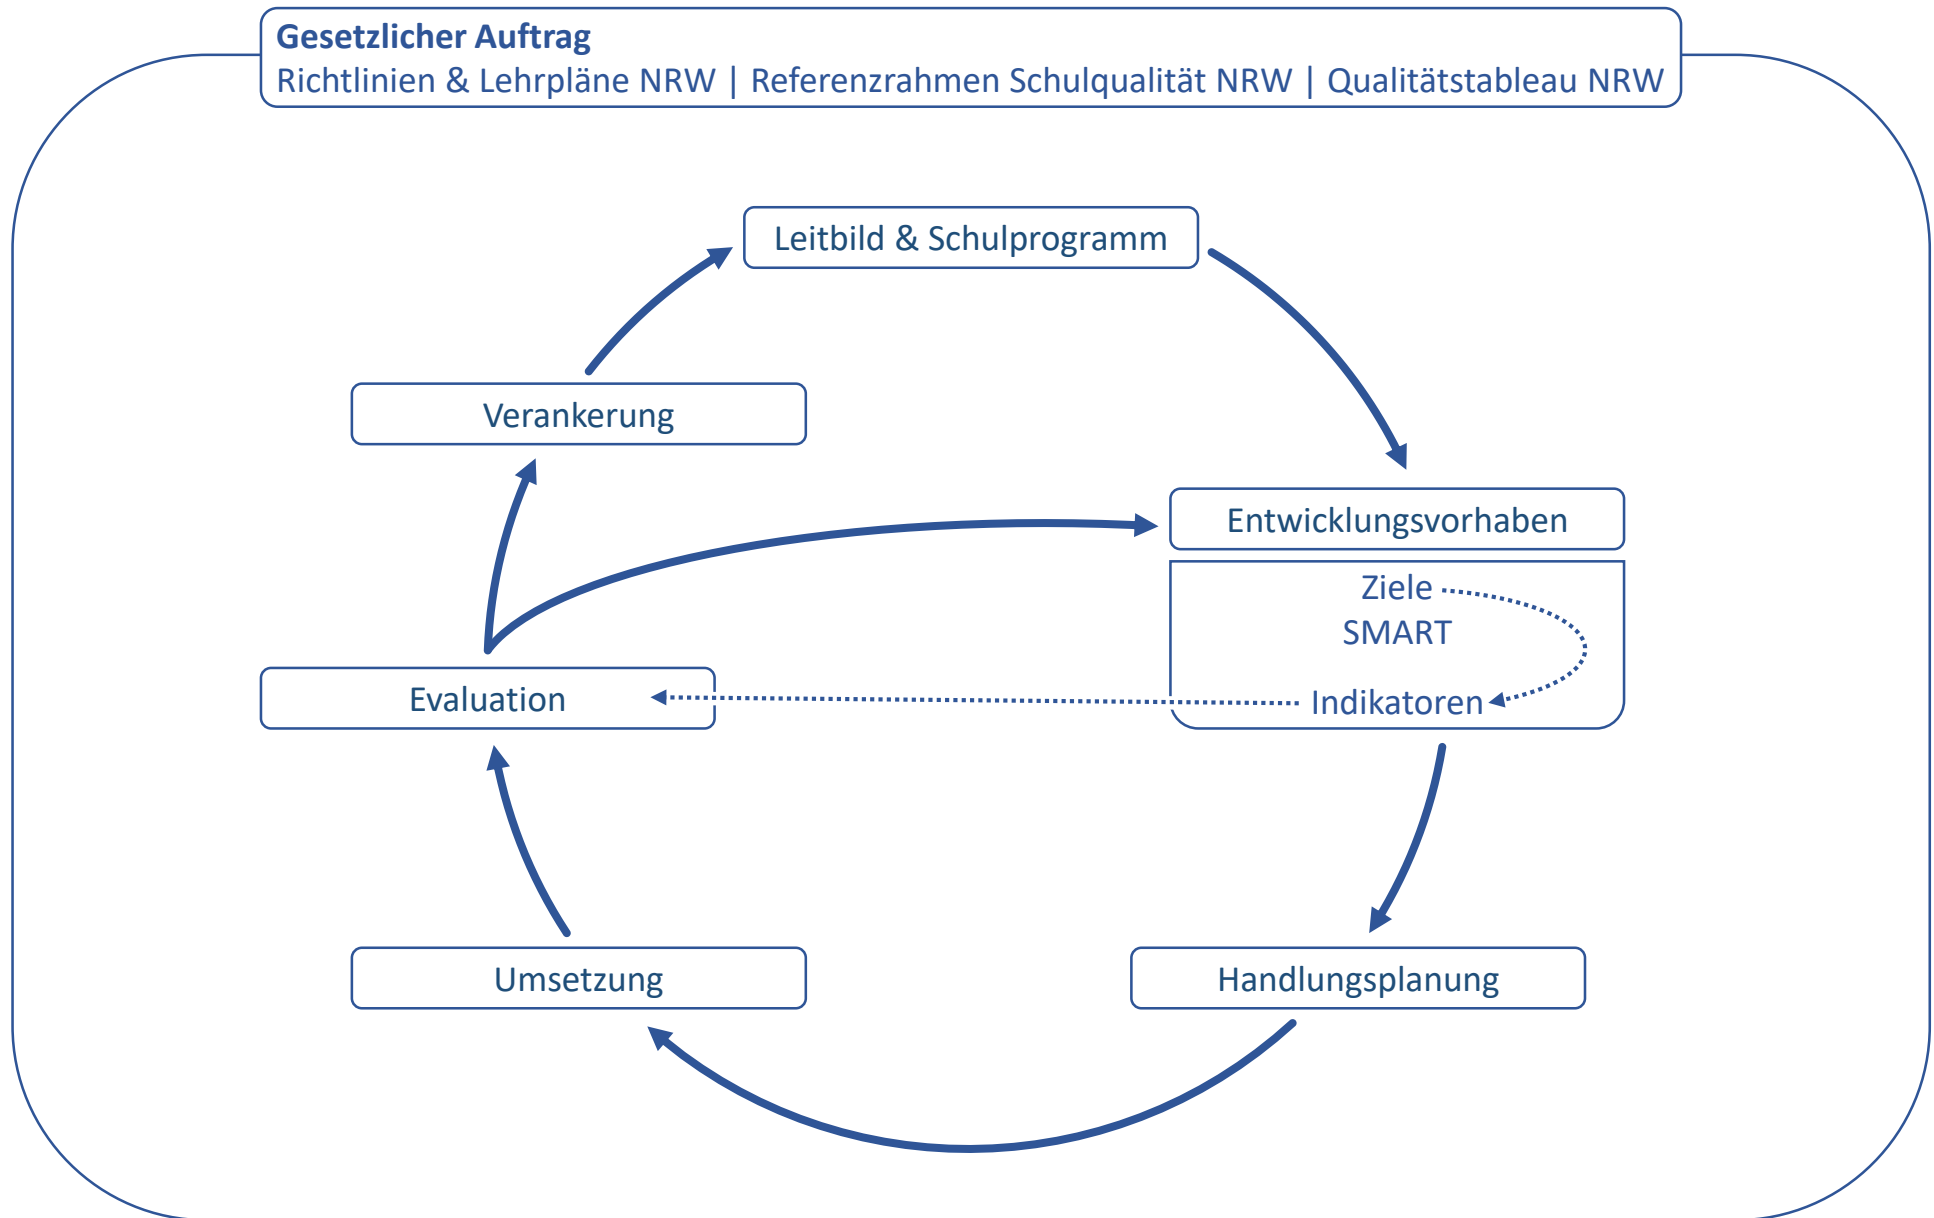 Gesetzlicher Auftrag
Richtlinien & Lehrpläne NRW | Referenzrahmen Schulqualität NRW | Qualitätstableau NRW
Leitbild & Schulprogramm
Verankerung
Entwicklungsvorhaben
Ziele
SMART
Evaluation
Indikatoren
Umsetzung
Handlungsplanung